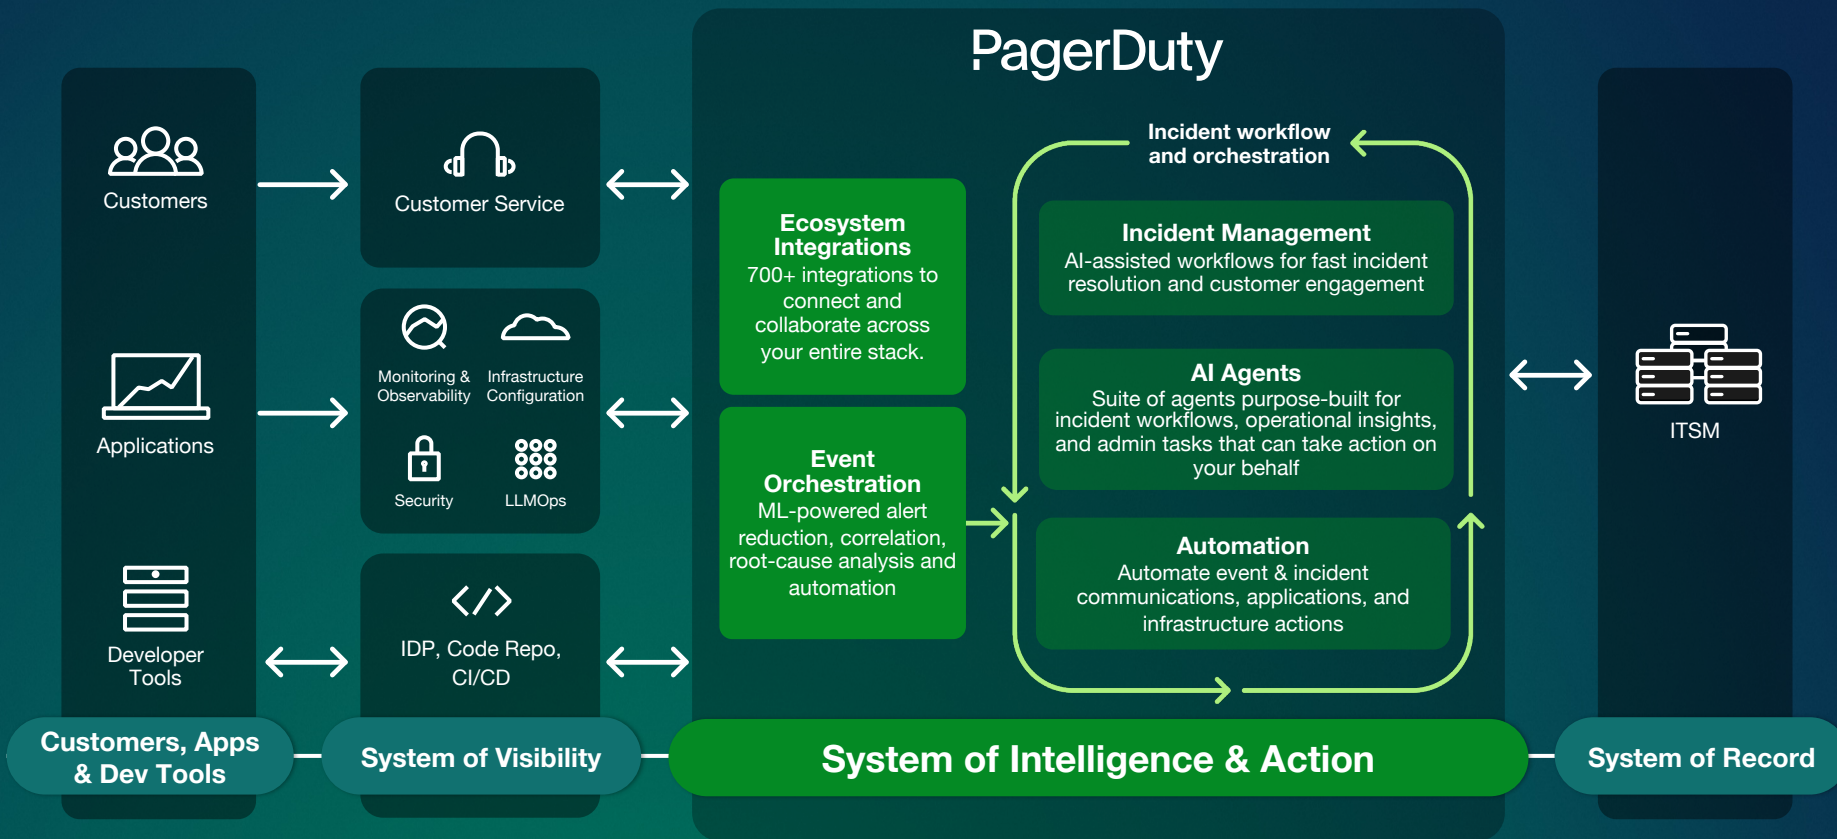 PagerDuty
Customers
Applications
Developer
Tools
Customer Service
Monitoring &
Observability
Infrastructure
Configuration
Security
LLMOps
IDP, Code Repo,
CI/CD
Ecosystem
Integrations
700+ integrations to
connect and
collaborate across
your entire stack.
Event
Orchestration
ML-powered alert
reduction, correlation,
root-cause analysis and
automation
Incident workflow
and orchestration
Incident Management
AI-assisted workflows for fast incident
resolution and customer engagement
AI Agents
Suite of agents purpose-built for
incident workflows, operational insights,
and admin tasks that can take action on
your behalf
Automation
Automate event & incident
communications, applications, and
infrastructure actions
ITSM
Customers, Apps
& Dev Tools
System of Visibility
System of Intelligence & Action
System of Record